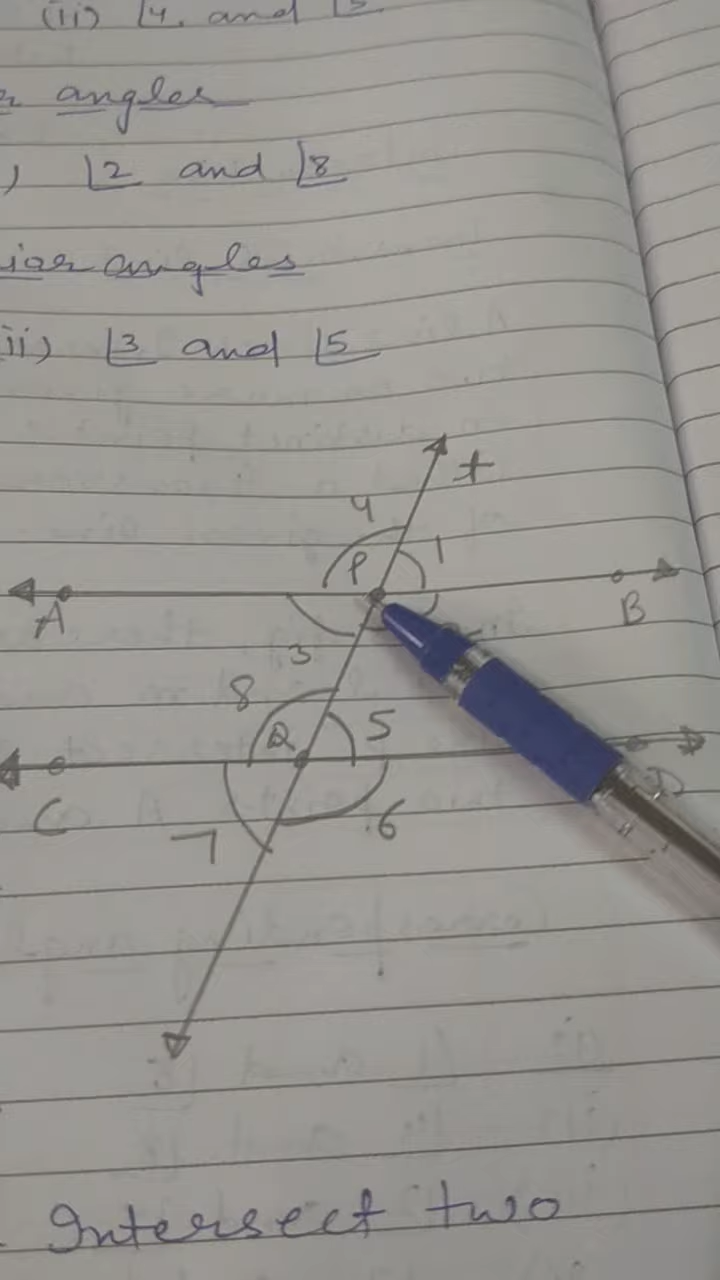 (ii) ∠4. and ∠5
angles
∠2 and ∠8
angles
ii) ∠3 and ∠5
t
4
P 1
A B
3
8
Q 5
C D
7 6
Intersect two